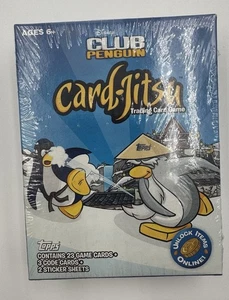 AGES 6+
Disney
CLUB
PENGUIN
Card-Jitsu
Trading Card Game
Topps
CONTAINS 23 GAME CARDS +
3 CODE CARDS +
2 STICKER SHEETS
UNLOCK ITEMS
ONLINE!